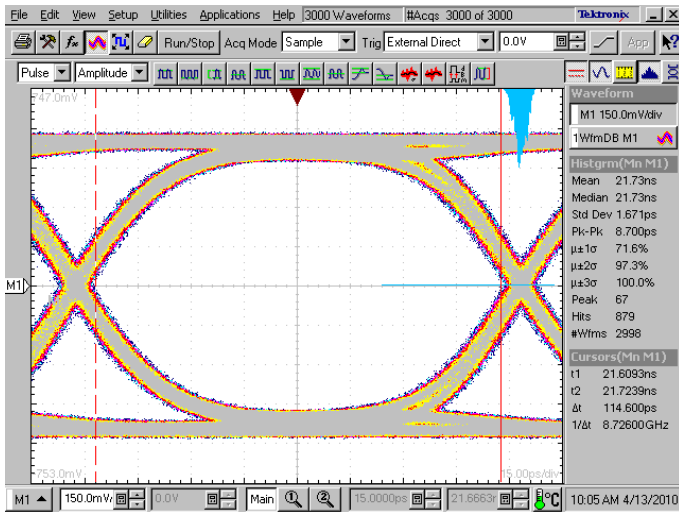 File Edit View Setup Utilities Applications Help 3000 Waveforms #Acqs 3000 of 3000 Tektronix
Run/Stop Acq Mode Sample Trig External Direct 0.0V App
Pulse Amplitude
747.0mV
Waveform
M1 150.0mV/div
1WfmDB M1
Histgrm(Mn M1)
Mean 21.73ns
Median 21.73ns
Std Dev 1.671ps
Pk-Pk 8.700ps
µ±1σ 71.6%
µ±2σ 97.3%
µ±3σ 100.0%
Peak 67
Hits 879
#Wfms 2998
M1
Cursors(Mn M1)
t1 21.6093ns
t2 21.7239ns
Δt 114.600ps
1/Δt 8.72600GHz
-753.0mV 15.00ps/div
M1 150.0mV/ 0.0V Main 15.0000ps 21.6663r °C 10:05 AM 4/13/2010